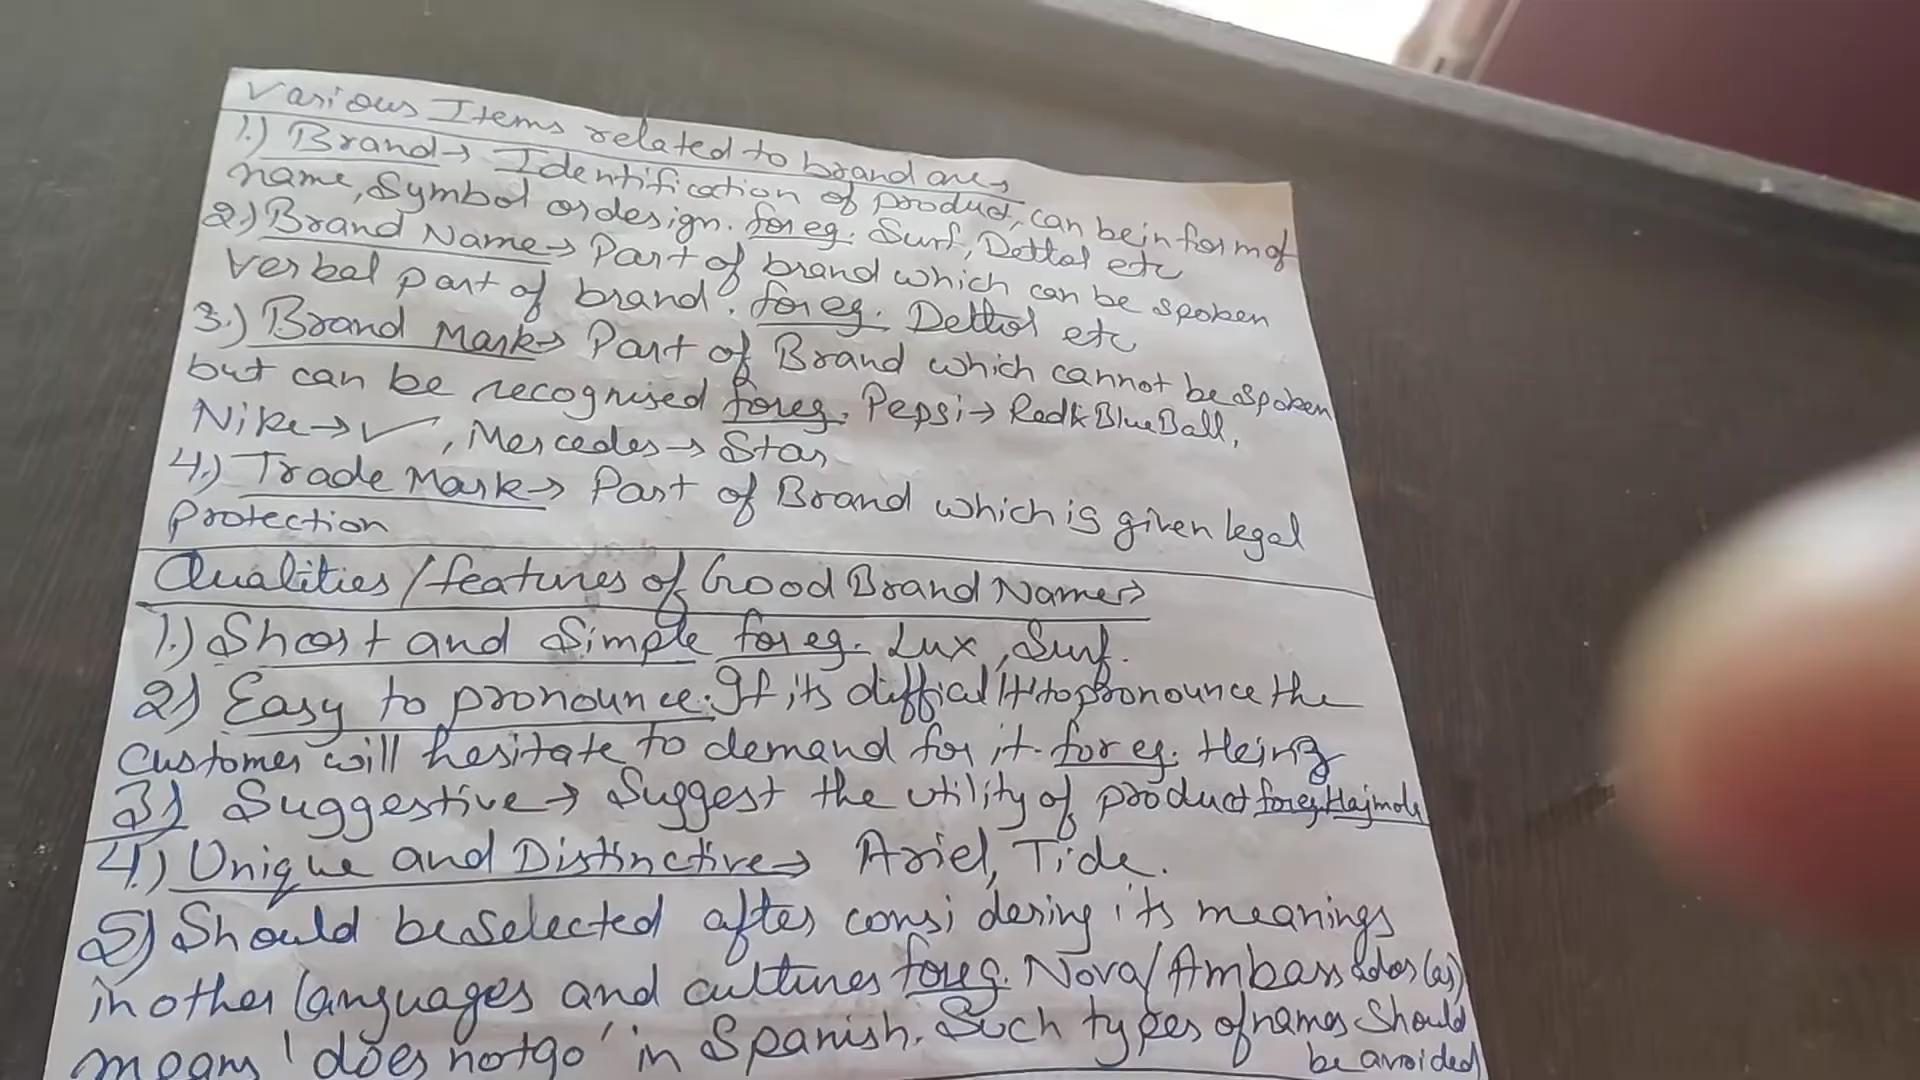 Various Items related to brand are→
1.) Brand→ Identification of product, can be in form of
name, Symbol or design. for eg. Surf, Dettol etc
2.) Brand Name→ Part of brand which can be spoken
Verbal part of brand. for eg. Dettol etc
3.) Brand Mark→ Part of Brand which cannot be spoken
but can be recognised for eg. Pepsi→ Red & Blue Ball,
Nike→ ✓, Mercedes→ Star
4.) Trade Mark→ Part of Brand which is given legal
Protection
Qualities/features of Good Brand Name→
1.) Short and Simple for eg. Lux, Surf.
2) Easy to pronounce. If its difficult to pronounce the
Customer will hesitate to demand for it. for eg. Heinz
3) Suggestive→ Suggest the utility of product for eg Hajmola
4.) Unique and Distinctive→ Ariel, Tide.
5) Should be selected after considering its meanings
in other languages and cultures for eg. Nova/Ambassador (as)
means 'does not go' in Spanish. Such types of names Should
be avoided